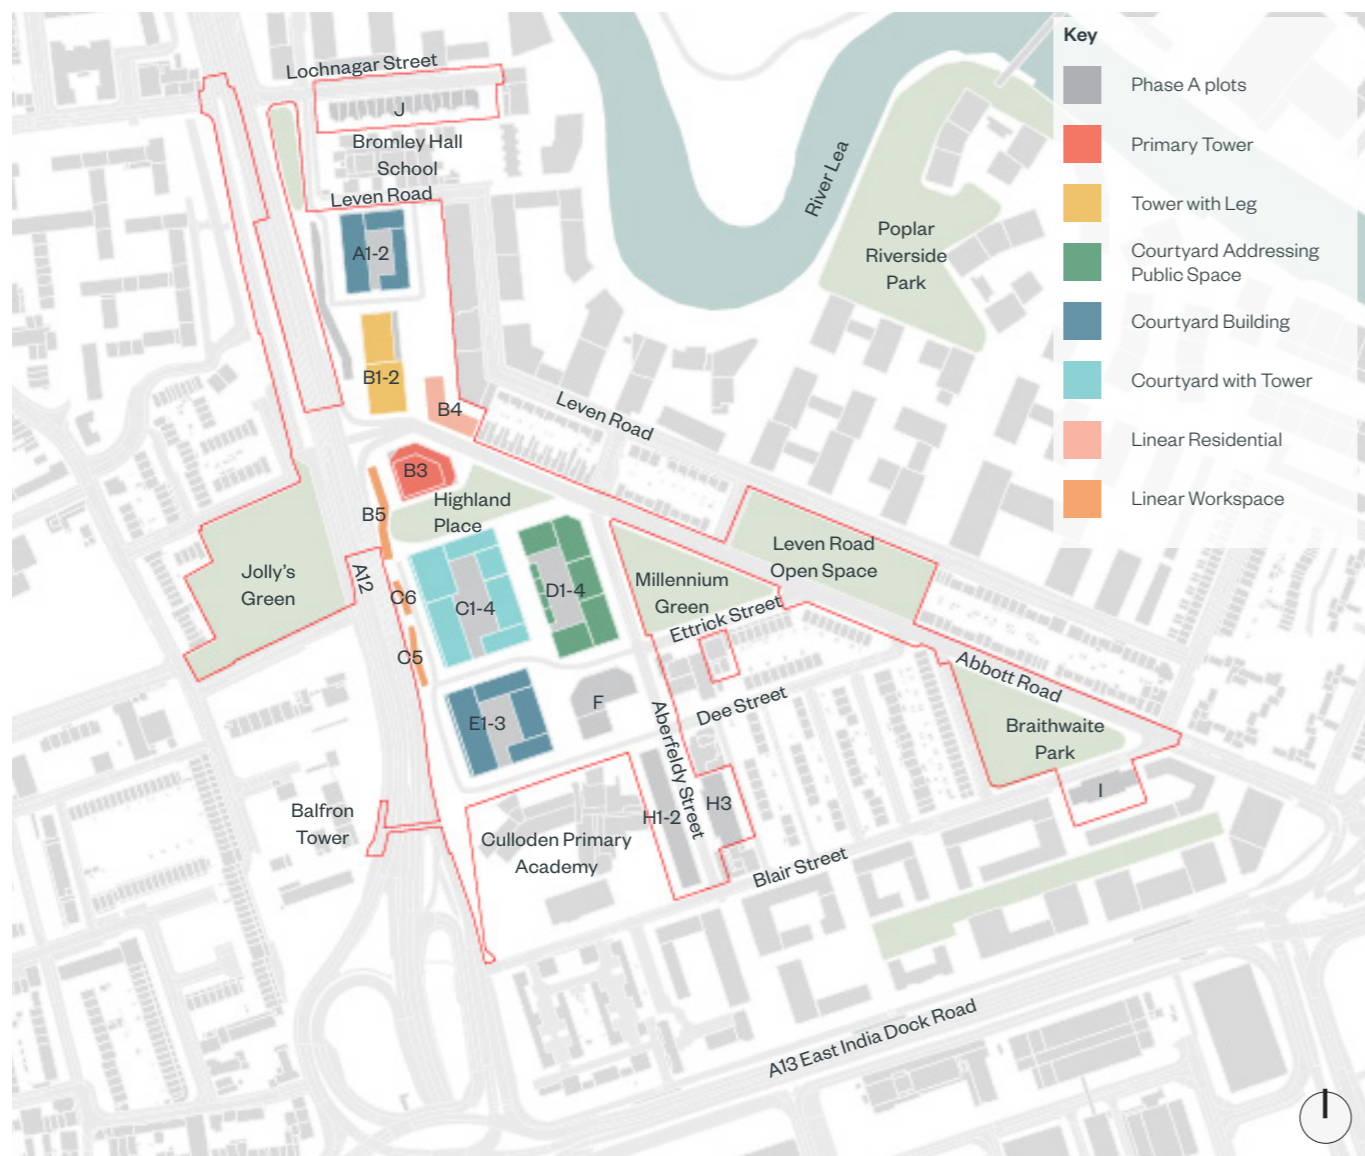 Key
Phase A plots
Primary Tower
Tower with Leg
Courtyard Addressing
Public Space
Courtyard Building
Courtyard with Tower
Linear Residential
Linear Workspace
Lochnagar Street
J
Bromley Hall
School
Leven Road
A1-2
River Lea
Poplar
Riverside
Park
B1-2
B4
Leven Road
B3
Highland
Place
B5
Jolly's
Green
A12
C6
C1-4
D1-4
C5
Millennium
Green
Leven Road
Open Space
Ettrick Street
E1-3
F
Dee Street
Aberfeldy Street
Abbott Road
Braithwaite
Park
I
Balfron
Tower
Culloden Primary
Academy
H1-2
H3
Blair Street
A13 East India Dock Road